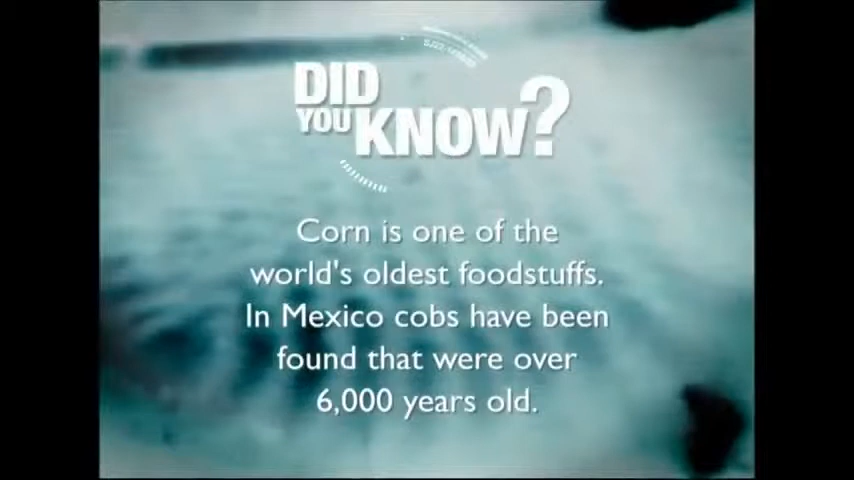 DID
YOU KNOW?
Corn is one of the
world's oldest foodstuffs.
In Mexico cobs have been
found that were over
6,000 years old.